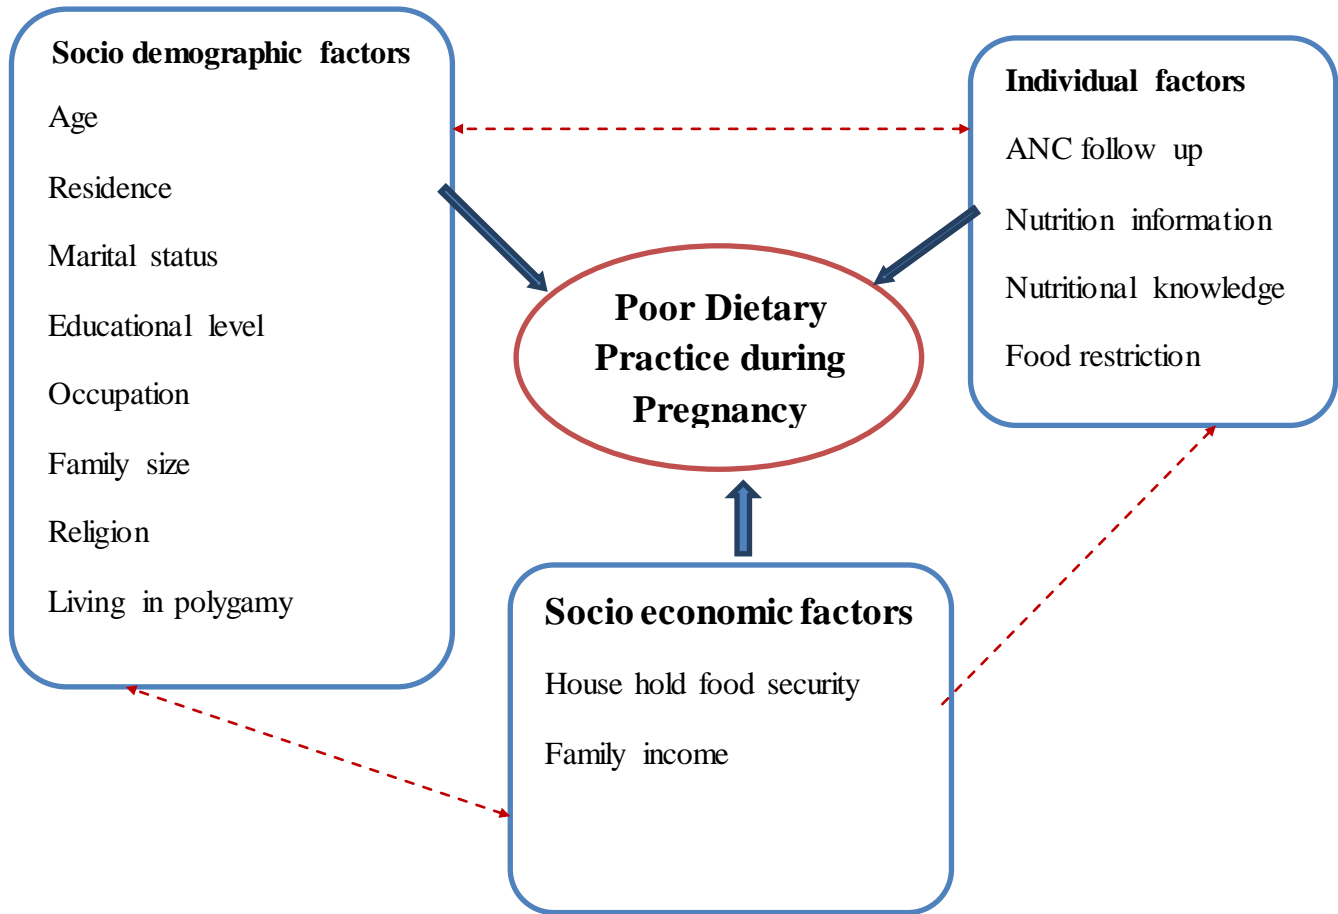 Socio demographic factors
Age
Residence
Marital status
Educational level
Occupation
Family size
Religion
Living in polygamy
Individual factors
ANC follow up
Nutrition information
Nutritional knowledge
Food restriction
Poor Dietary
Practice during
Pregnancy
Socio economic factors
House hold food security
Family income